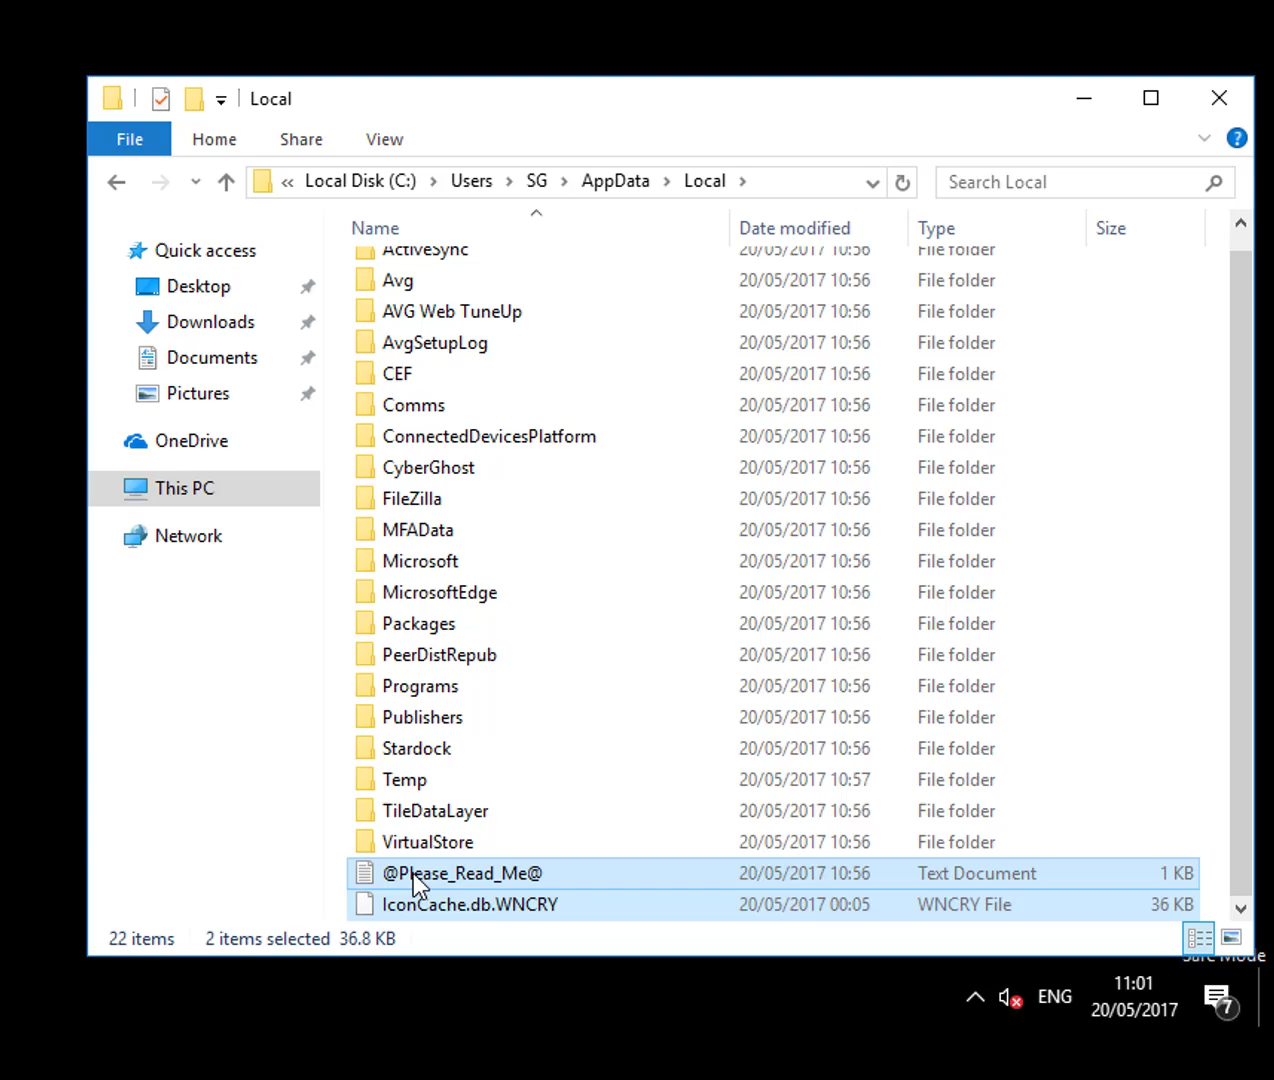 Local
File Home Share View
« Local Disk (C:) › Users › SG › AppData › Local ›
Search Local
Name Date modified Type Size
Quick access
Desktop
Downloads
Documents
Pictures
OneDrive
This PC
Network
ActiveSync 20/05/2017 10:56 File folder
Avg 20/05/2017 10:56 File folder
AVG Web TuneUp 20/05/2017 10:56 File folder
AvgSetupLog 20/05/2017 10:56 File folder
CEF 20/05/2017 10:56 File folder
Comms 20/05/2017 10:56 File folder
ConnectedDevicesPlatform 20/05/2017 10:56 File folder
CyberGhost 20/05/2017 10:56 File folder
FileZilla 20/05/2017 10:56 File folder
MFAData 20/05/2017 10:56 File folder
Microsoft 20/05/2017 10:56 File folder
MicrosoftEdge 20/05/2017 10:56 File folder
Packages 20/05/2017 10:56 File folder
PeerDistRepub 20/05/2017 10:56 File folder
Programs 20/05/2017 10:56 File folder
Publishers 20/05/2017 10:56 File folder
Stardock 20/05/2017 10:56 File folder
Temp 20/05/2017 10:57 File folder
TileDataLayer 20/05/2017 10:56 File folder
VirtualStore 20/05/2017 10:56 File folder
@Please_Read_Me@ 20/05/2017 10:56 Text Document 1 KB
IconCache.db.WNCRY 20/05/2017 00:05 WNCRY File 36 KB
22 items 2 items selected 36.8 KB
Safe Mode
ENG
11:01
20/05/2017
7